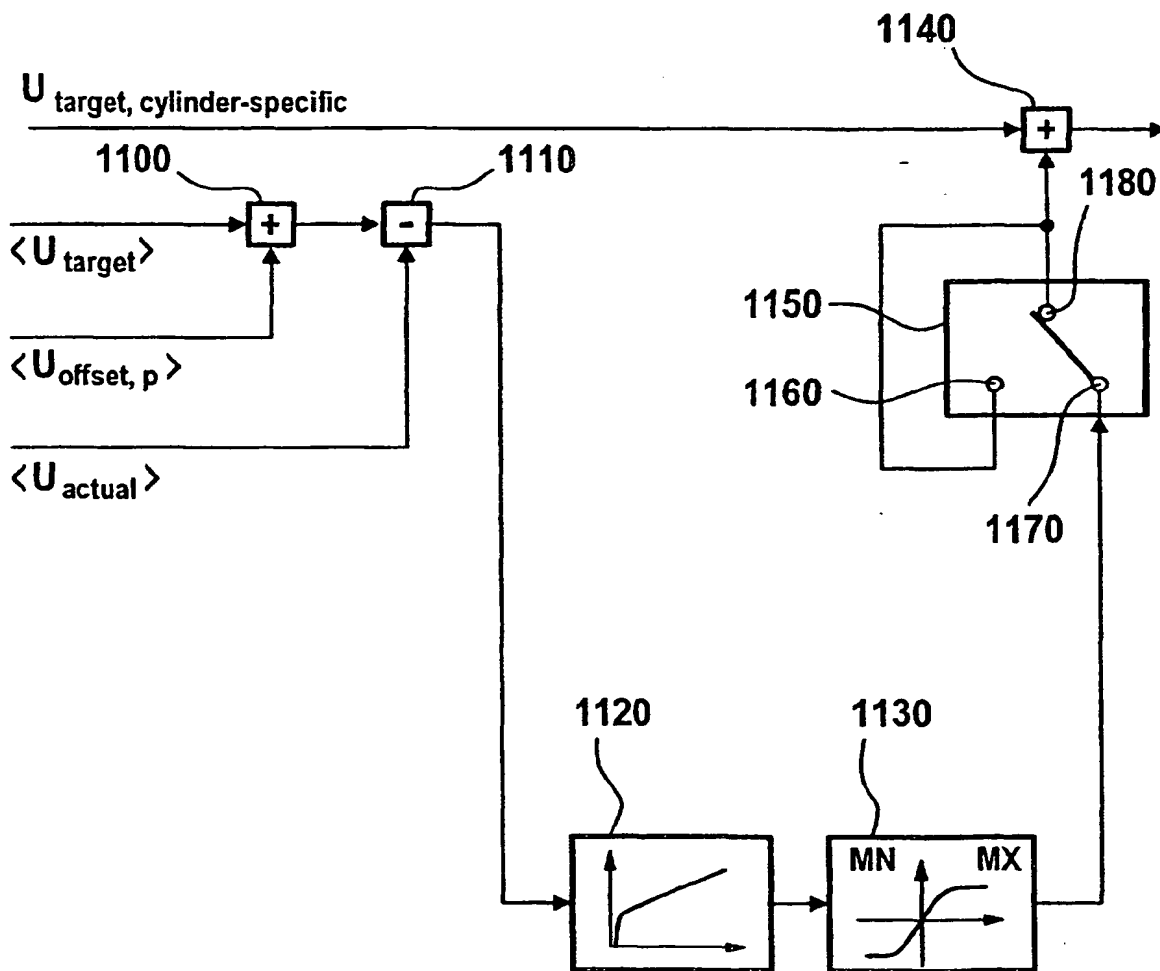 1140
U target, cylinder-specific
+
1100
1110
1180
+
-
<U target>
1150
<U offset, p>
1160
<U actual>
1170
1120
1130
MN MX